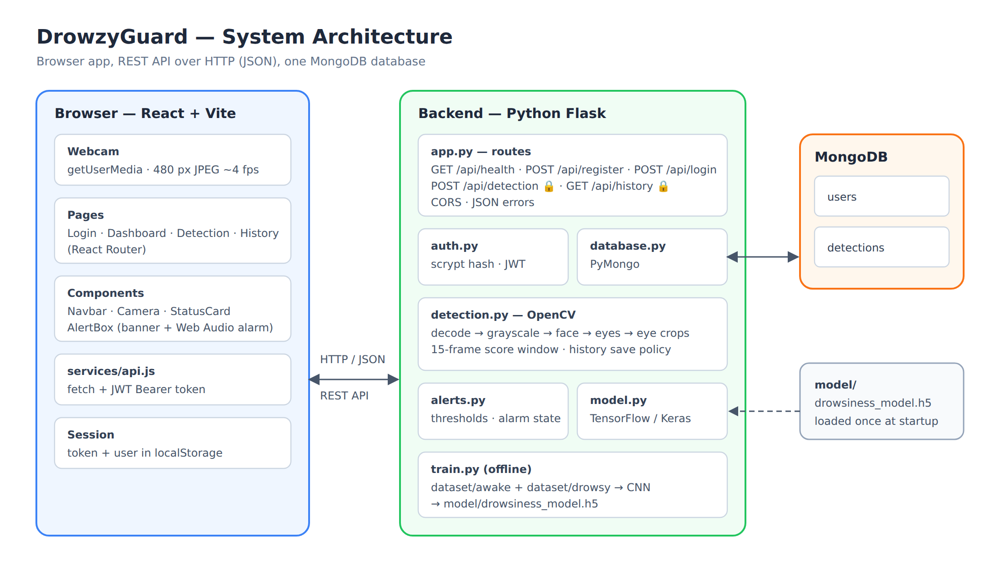 DrowzyGuard — System Architecture
Browser app, REST API over HTTP (JSON), one MongoDB database
Browser — React + Vite
Webcam
getUserMedia · 480 px JPEG ~4 fps
Pages
Login · Dashboard · Detection · History
(React Router)
Components
Navbar · Camera · StatusCard
AlertBox (banner + Web Audio alarm)
services/api.js
fetch + JWT Bearer token
Session
token + user in localStorage
HTTP / JSON
REST API
Backend — Python Flask
app.py — routes
GET /api/health · POST /api/register · POST /api/login
POST /api/detection 🔒 · GET /api/history 🔒
CORS · JSON errors
auth.py
scrypt hash · JWT
database.py
PyMongo
detection.py — OpenCV
decode → grayscale → face → eyes → eye crops
15-frame score window · history save policy
alerts.py
thresholds · alarm state
model.py
TensorFlow / Keras
train.py (offline)
dataset/awake + dataset/drowsy → CNN
→ model/drowsiness_model.h5
MongoDB
users
detections
model/
drowsiness_model.h5
loaded once at startup